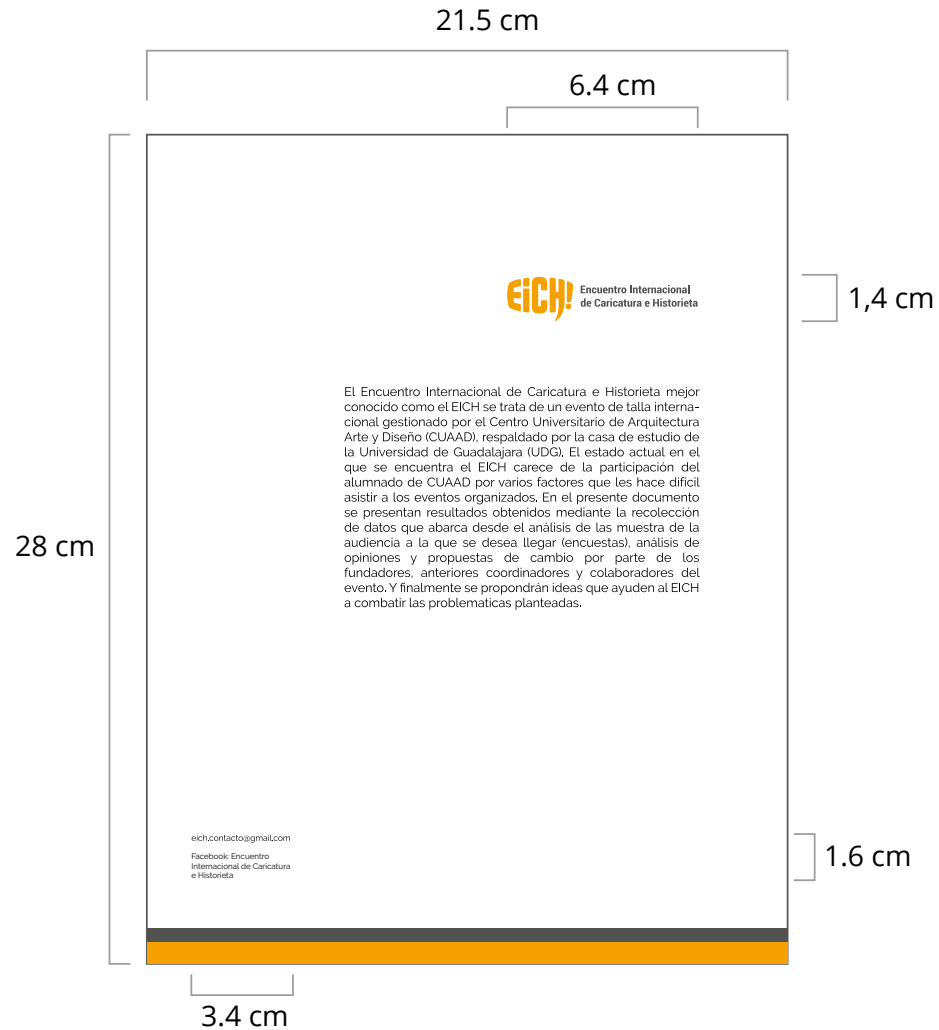 21.5 cm
6.4 cm
EiCH!
Encuentro Internacional
de Caricatura e Historieta
1,4 cm
El Encuentro Internacional de Caricatura e Historieta mejor
conocido como el EICH se trata de un evento de talla interna-
cional gestionado por el Centro Universitario de Arquitectura
Arte y Diseño (CUAAD), respaldado por la casa de estudio de
la Universidad de Guadalajara (UDG). El estado actual en el
que se encuentra el EICH carece de la participación del
alumnado de CUAAD por varios factores que les hace difícil
asistir a los eventos organizados. En el presente documento
se presentan resultados obtenidos mediante la recolección
de datos que abarca desde el análisis de las muestra de la
audiencia a la que se desea llegar (encuestas), análisis de
opiniones y propuestas de cambio por parte de los
fundadores, anteriores coordinadores y colaboradores del
evento. Y finalmente se propondrán ideas que ayuden al EICH
a combatir las problematicas planteadas.
28 cm
eich.contacto@gmail.com
Facebook: Encuentro
Internacional de Caricatura
e Historieta
1.6 cm
3.4 cm